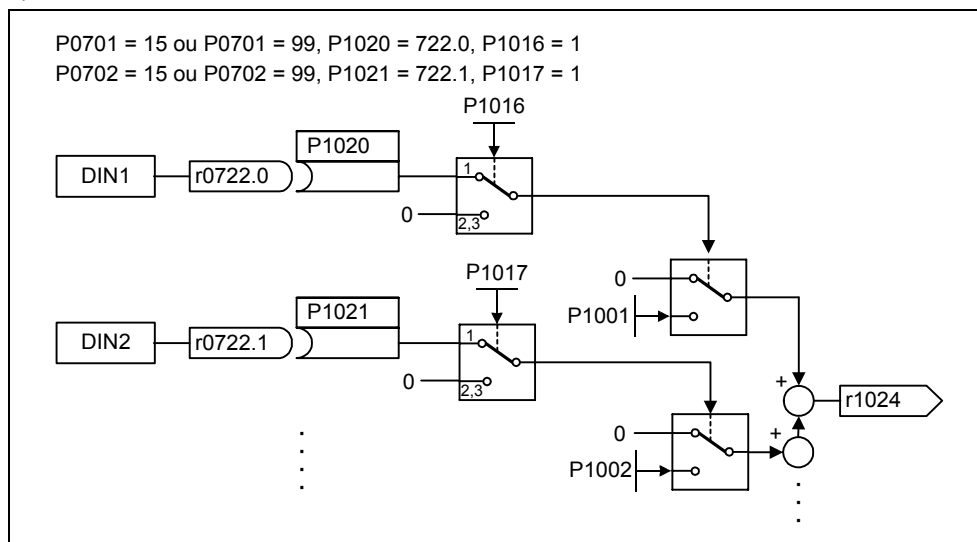 P0701 = 15 ou P0701 = 99, P1020 = 722.0, P1016 = 1
P0702 = 15 ou P0702 = 99, P1021 = 722.1, P1017 = 1
P1016
P1020
DIN1
r0722.0
1
0
2,3
P1017
0
P1021
P1001
DIN2
r0722.1
1
0
2,3
+
r1024
0
+
P1002